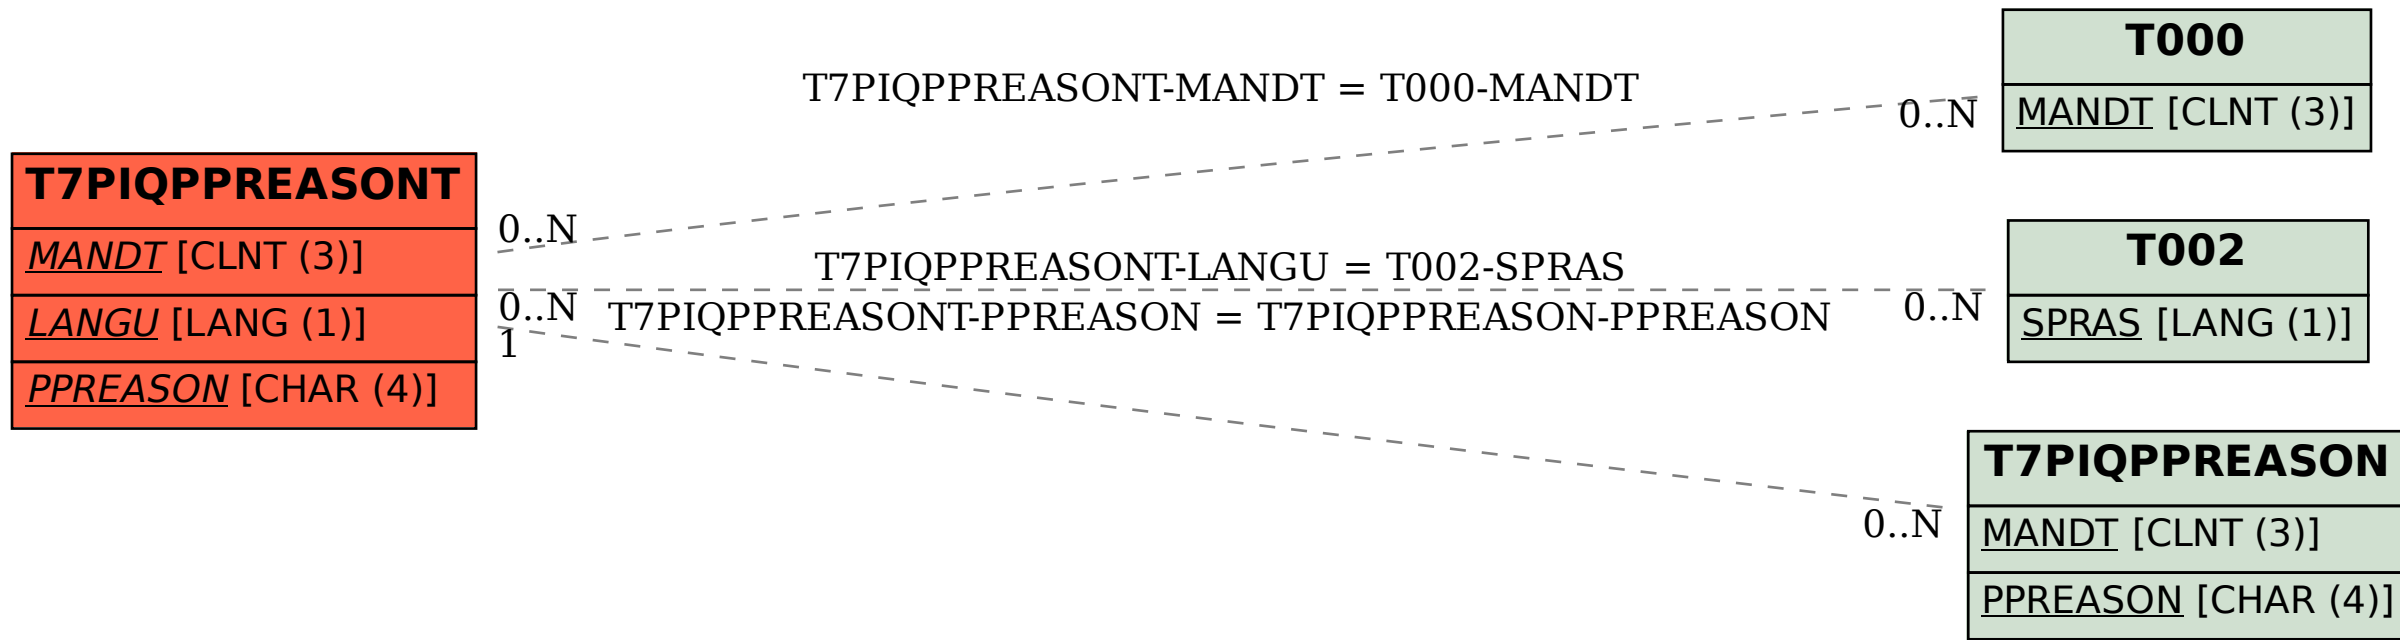 T7PIQPPREASONT
MANDT [CLNT (3)]
LANGU [LANG (1)]
PPREASON [CHAR (4)]
T7PIQPPREASONT-MANDT = T000-MANDT
0..N
0..N
T7PIQPPREASONT-LANGU = T002-SPRAS
0..N
0..N
T7PIQPPREASONT-PPREASON = T7PIQPPREASON-PPREASON
1
0..N
T000
MANDT [CLNT (3)]
T002
SPRAS [LANG (1)]
T7PIQPPREASON
MANDT [CLNT (3)]
PPREASON [CHAR (4)]